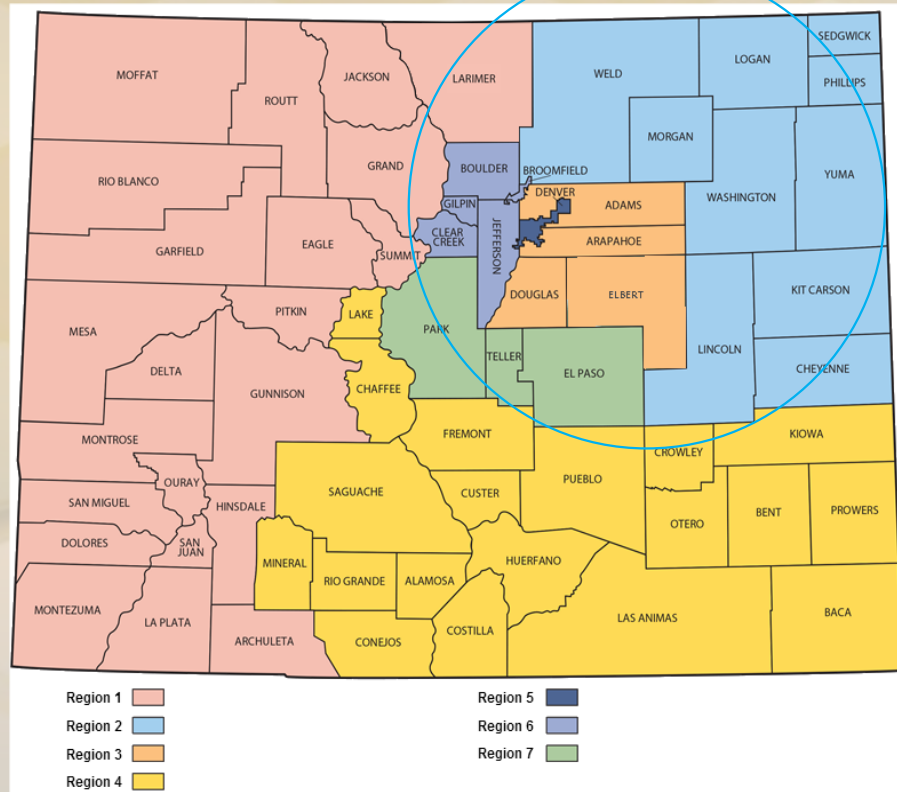 SEDGWICK
LOGAN
WELD
MOFFAT
JACKSON
LARIMER
PHILLIPS
ROUTT
MORGAN
GRAND
BOULDER
BROOMFIELD
YUMA
RIO BLANCO
DENVER
WASHINGTON
GILPIN
ADAMS
CLEAR
CREEK
JEFFERSON
ARAPAHOE
EAGLE
GARFIELD
SUMMIT
KIT CARSON
DOUGLAS
ELBERT
PITKIN
LAKE
MESA
PARK
LINCOLN
TELLER
CHEYENNE
DELTA
EL PASO
CHAFFEE
GUNNISON
FREMONT
KIOWA
MONTROSE
CROWLEY
PUEBLO
OURAY
SAGUACHE
CUSTER
SAN MIGUEL
HINSDALE
PROWERS
BENT
OTERO
DOLORES
SAN
JUAN
HUERFANO
MINERAL
RIO GRANDE
ALAMOSA
MONTEZUMA
LA PLATA
LAS ANIMAS
BACA
COSTILLA
ARCHULETA
CONEJOS
Region 1
Region 2
Region 3
Region 4
Region 5
Region 6
Region 7